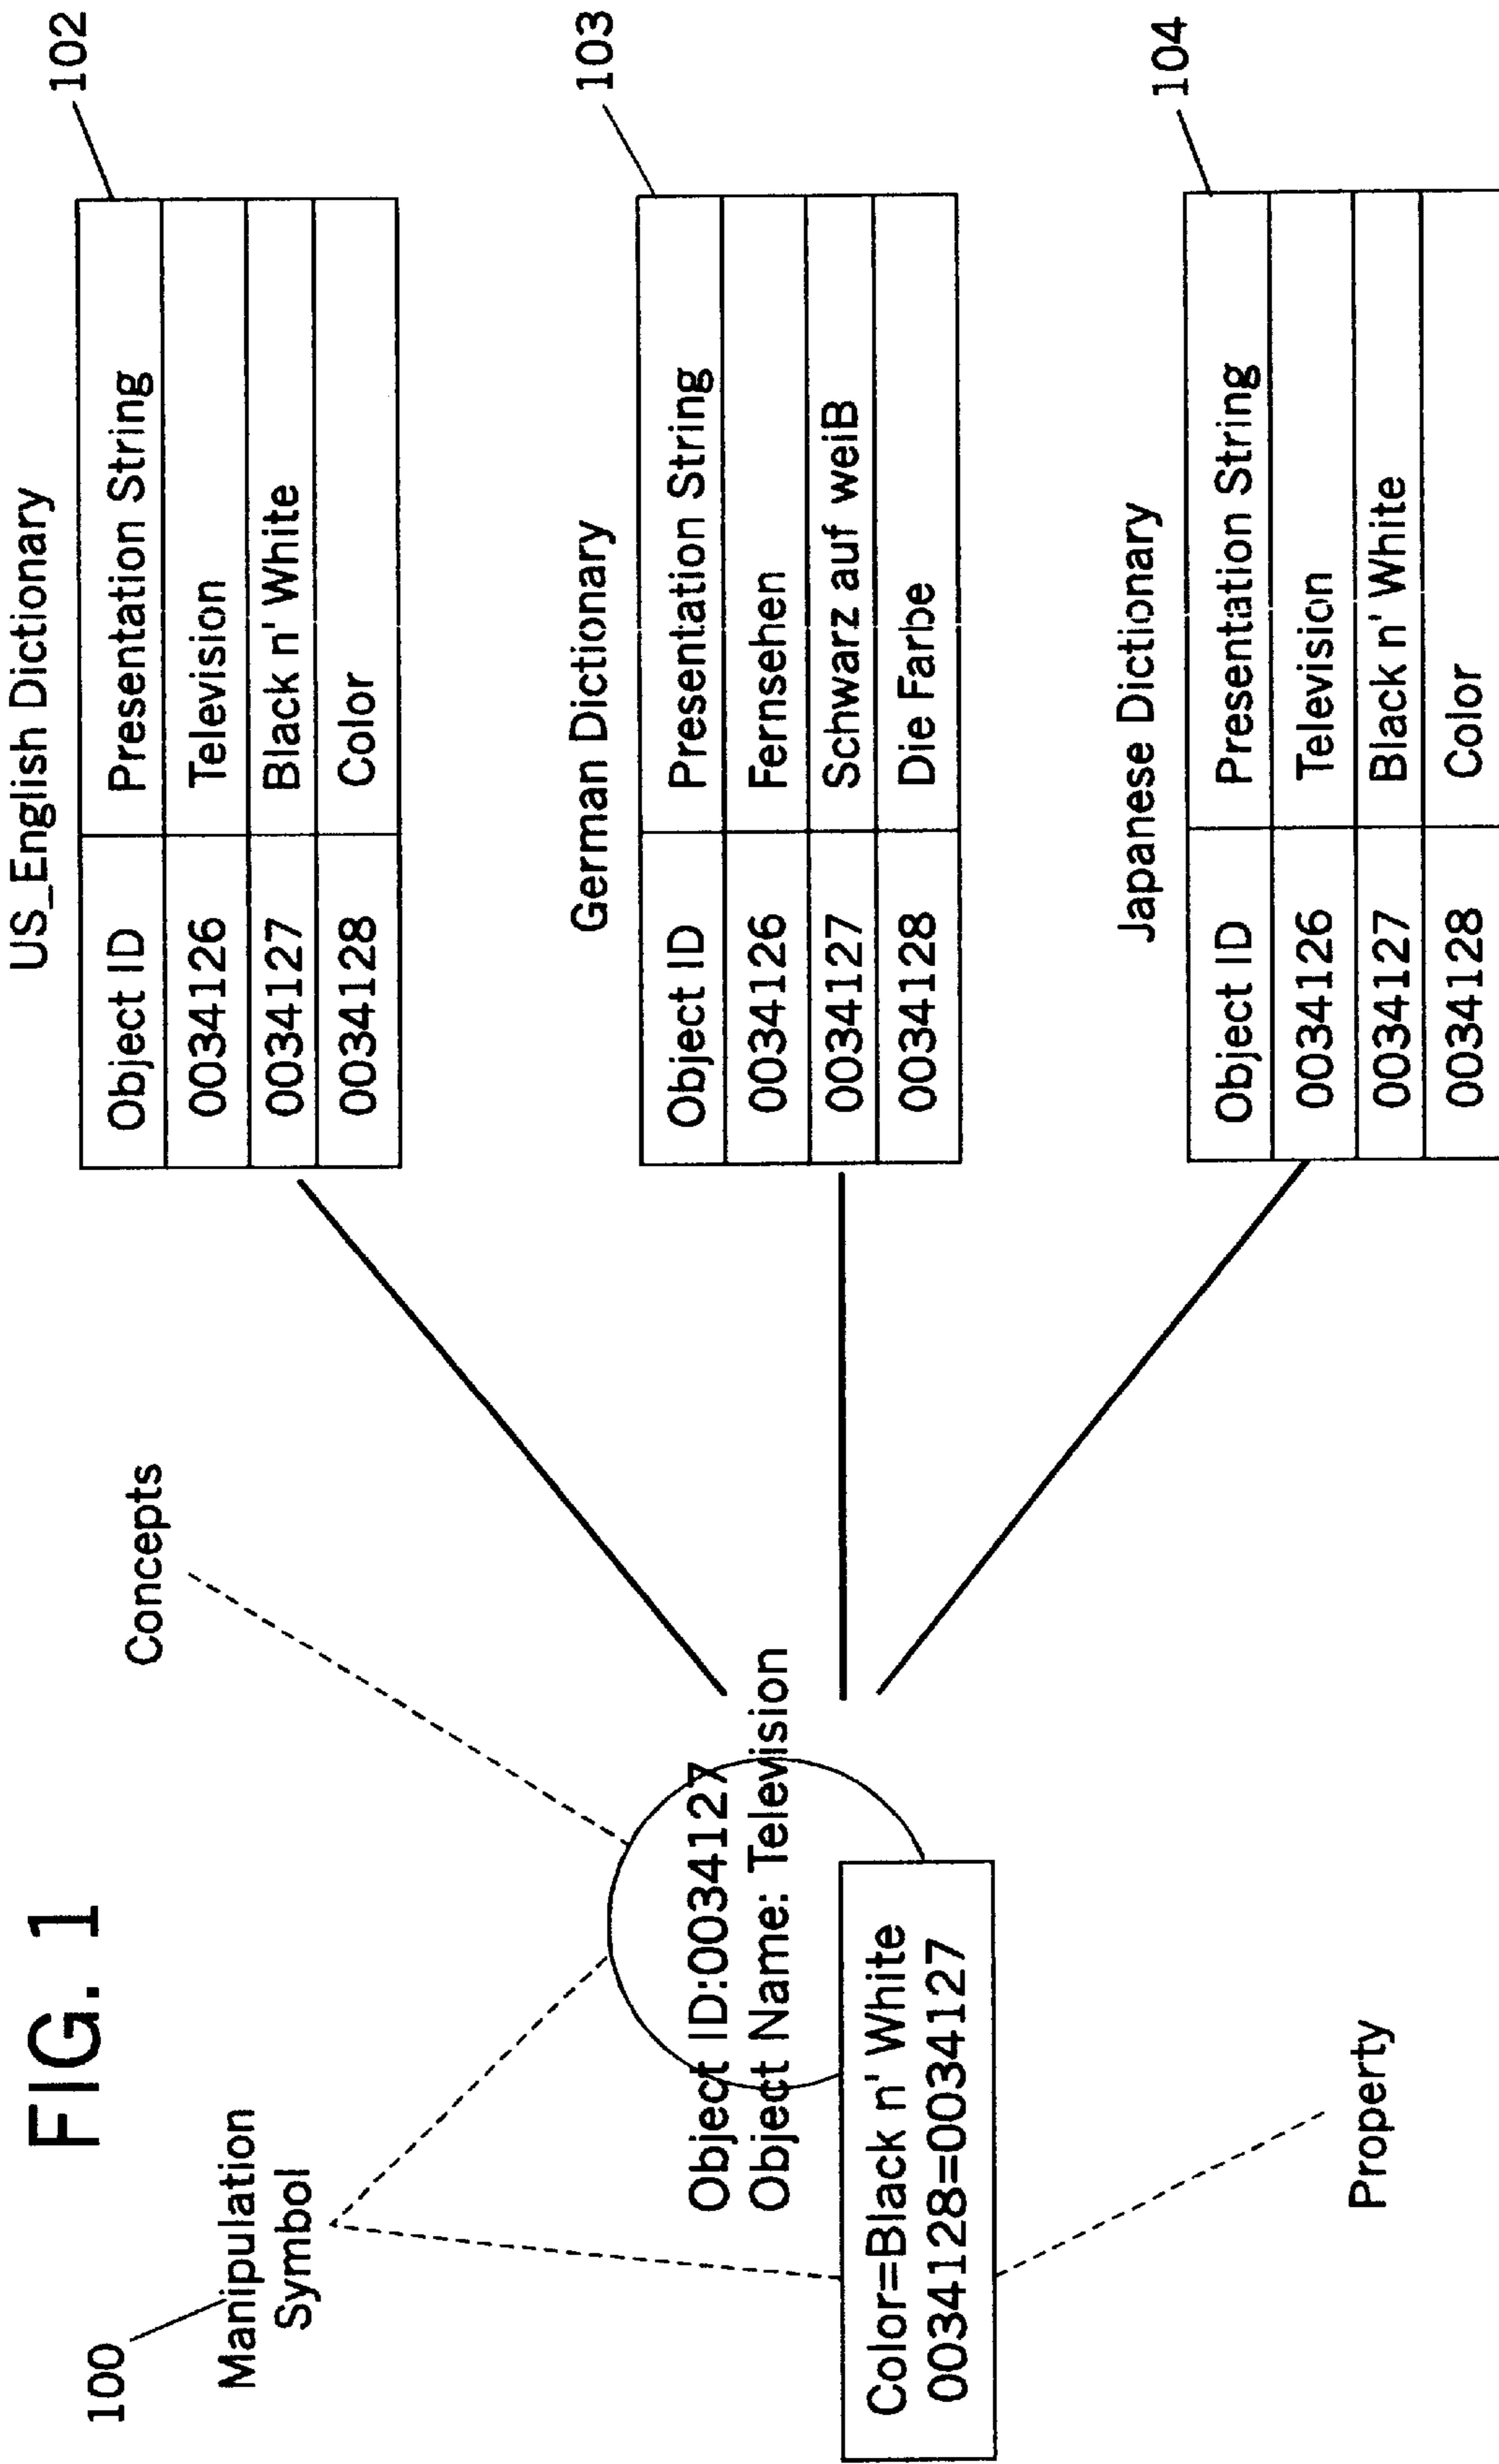 FIG. 1
100
Manipulation
Symbol
Concepts
Object ID:0034127
Object Name: Television
Color=Black n' White
0034128=0034127
Property
US_English Dictionary
102
Object ID Presentation String
0034126 Television
0034127 Black n' White
0034128 Color
German Dictionary
103
Object ID Presentation String
0034126 Fernsehen
0034127 Schwarz auf weiB
0034128 Die Farbe
Japanese Dictionary
104
Object ID Presentation String
0034126 Television
0034127 Black n' White
0034128 Color